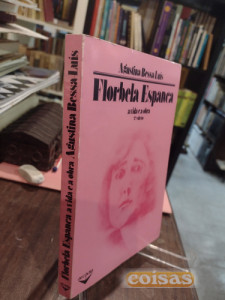 Agustina Bessa Luís
Florbela Espanca
a vida e a obra
Florbela Espanca a vida e a obra Agustina Bessa Luís
coisas